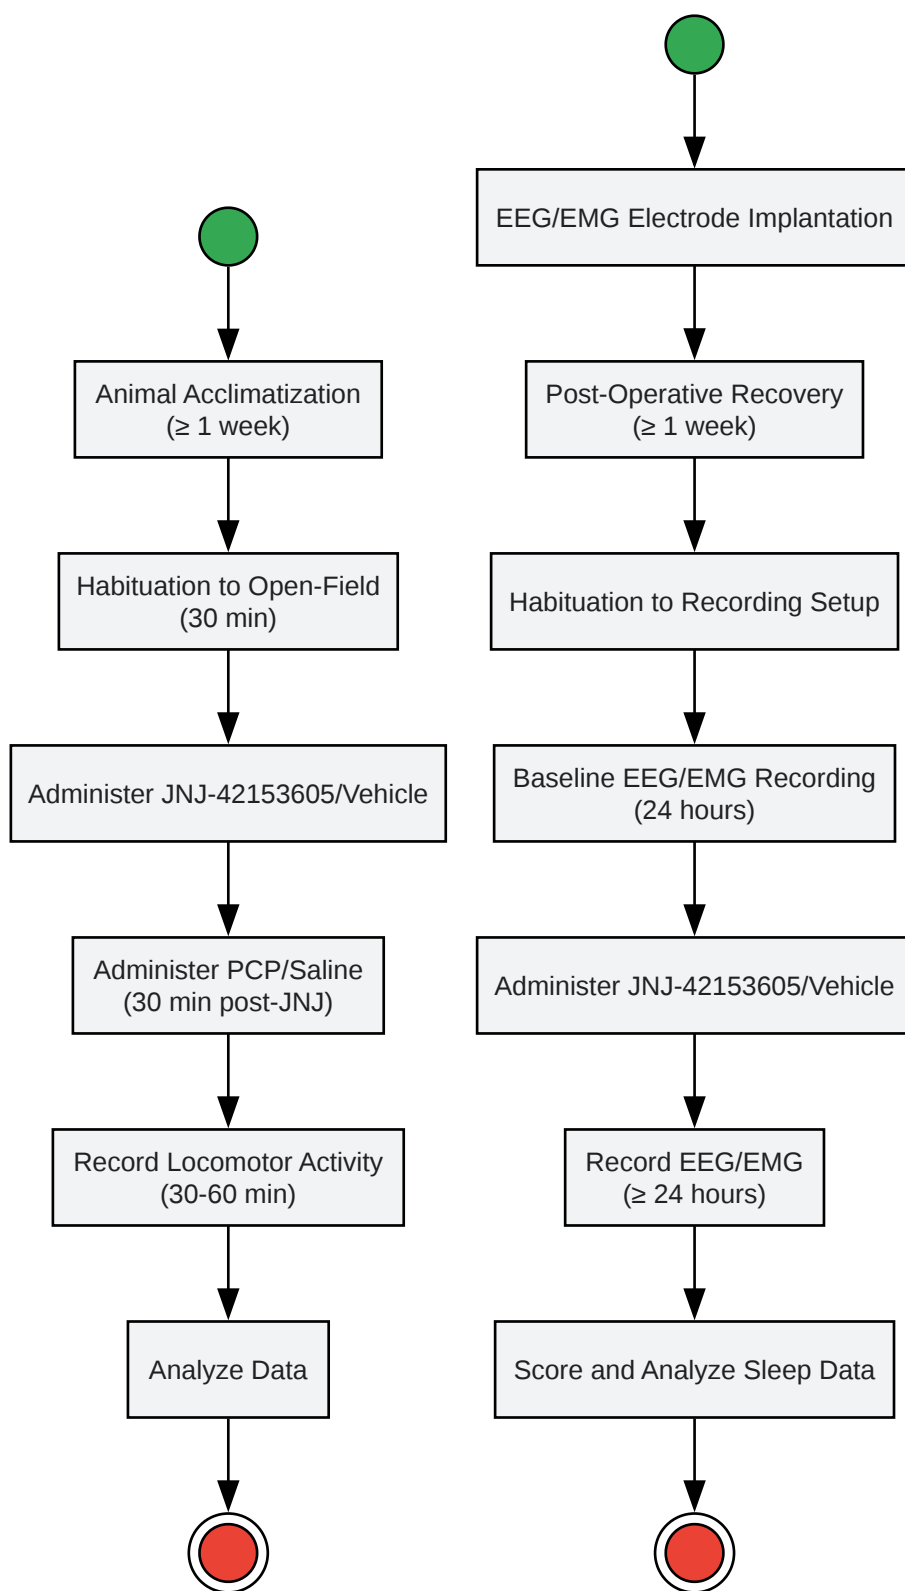 Animal Acclimatization
(≥ 1 week)
Habituation to Open-Field
(30 min)
Administer JNJ-42153605/Vehicle
Administer PCP/Saline
(30 min post-JNJ)
Record Locomotor Activity
(30-60 min)
Analyze Data
EEG/EMG Electrode Implantation
Post-Operative Recovery
(≥ 1 week)
Habituation to Recording Setup
Baseline EEG/EMG Recording
(24 hours)
Administer JNJ-42153605/Vehicle
Record EEG/EMG
(≥ 24 hours)
Score and Analyze Sleep Data